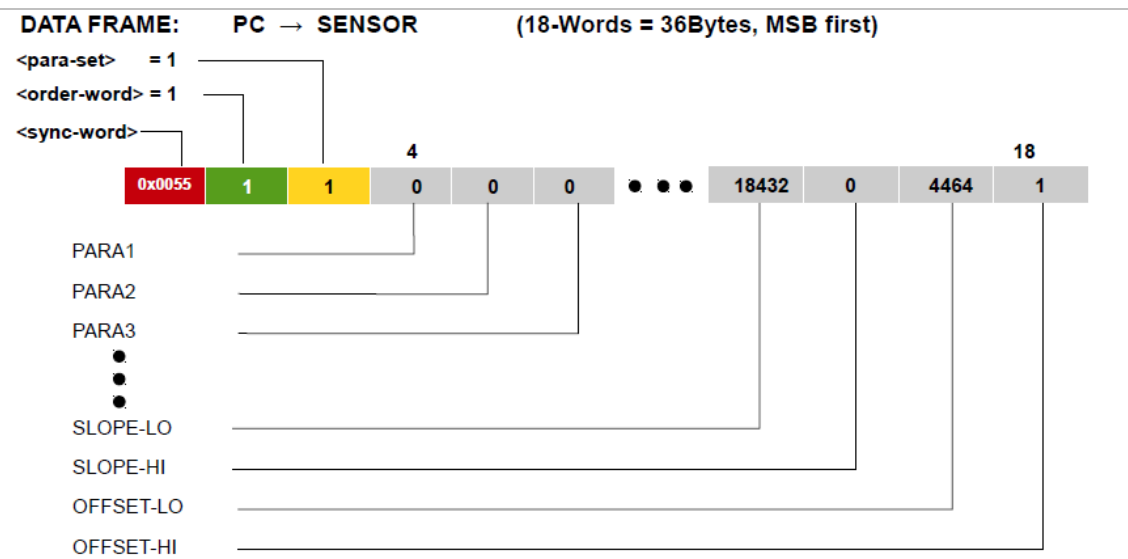 DATA FRAME: PC → SENSOR (18-Words = 36Bytes, MSB first)
<para-set> = 1
<order-word> = 1
<sync-word>
4 18
0x0055 1 1 0 0 0 ● ● ● 18432 0 4464 1
PARA1
PARA2
PARA3
●
●
●
SLOPE-LO
SLOPE-HI
OFFSET-LO
OFFSET-HI